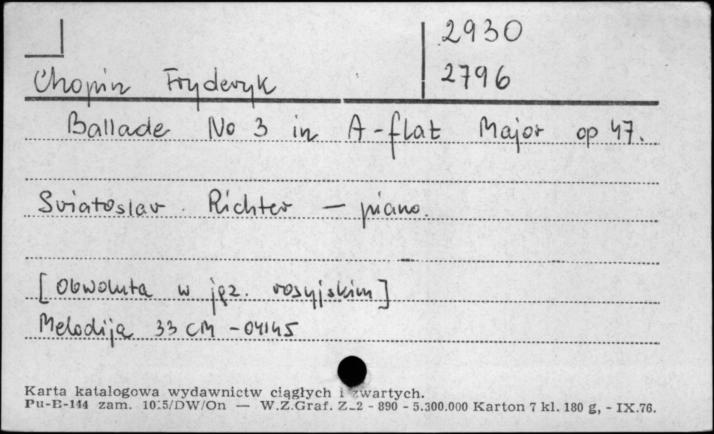 2930
Chopin Fryderyk 2796
Ballade No 3 in A-flat Major op 47.
Sviatoslav Richter — piano.
[Obwoluta w jęz. rosyjskim]
Melodija 33 CM - 04145
Karta katalogowa wydawnictw ciągłych i zwartych.
Pu-E-144 zam. 1015/DW/On — W.Z.Graf. Z-2 - 890 - 5.300.000 Karton 7 kl. 180 g, - IX.76.